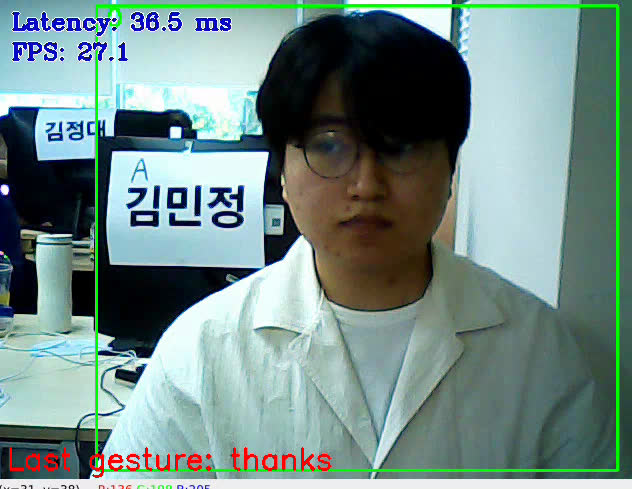 Latency: 36.5 ms
FPS: 27.1
김정대
A
김민정
Last gesture: thanks